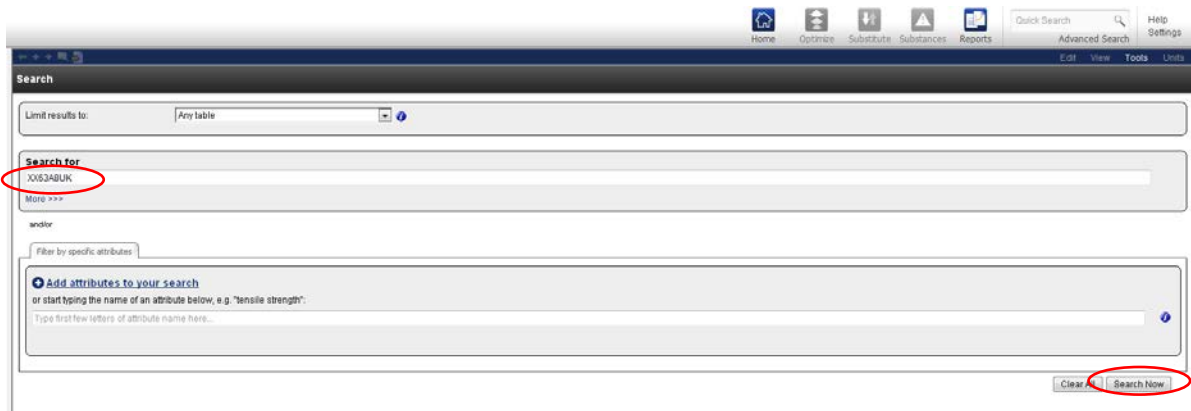 Quick Search
Help
Settings
Home Optimize Substitute Substances Reports
Advanced Search
Edit View Tools Units
Search
Limit results to: Any table
Search for
XX63ABUK
More >>>
and/or
Filter by specific attributes
Add attributes to your search
or start typing the name of an attribute below, e.g. "tensile strength":
Type first few letters of attribute name here...
Clear All Search Now